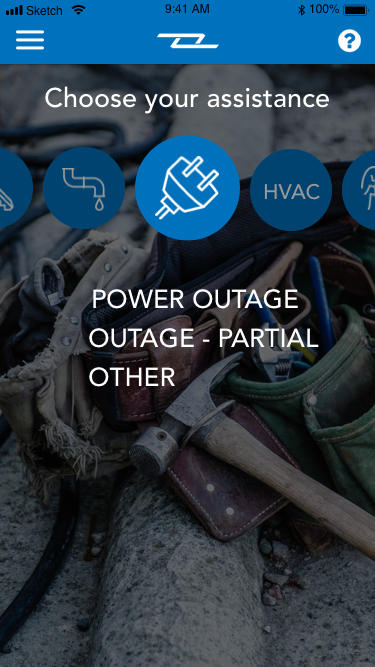 Sketch 9:41 AM 100%
Choose your assistance
HVAC
POWER OUTAGE
OUTAGE - PARTIAL
OTHER